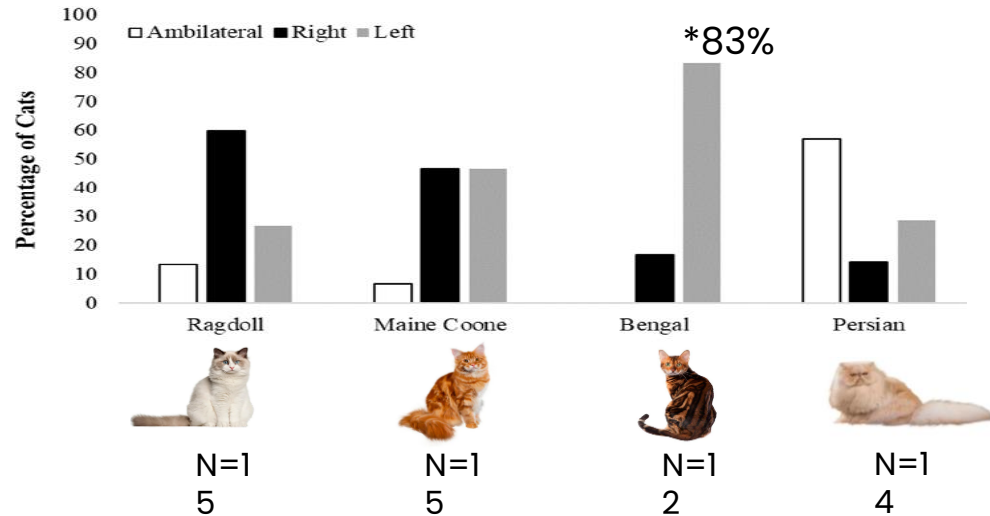 100
90
80
70
60
50
40
30
20
10
0
Percentage of Cats
Ambilateral Right Left
*83%
Ragdoll Maine Coone Bengal Persian
N=1 N=1 N=1 N=1
5 5 2 4